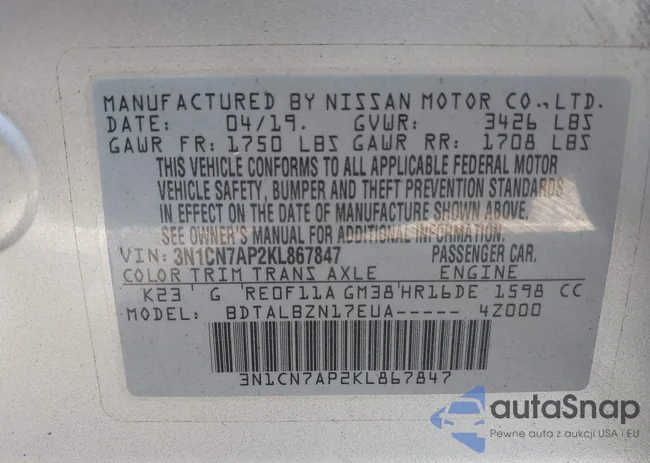 MANUFACTURED BY NISSAN MOTOR CO., LTD.
DATE: 04/19. GVWR: 3426 LBS
GAWR FR: 1750 LBS GAWR RR: 1708 LBS
THIS VEHICLE CONFORMS TO ALL APPLICABLE FEDERAL MOTOR
VEHICLE SAFETY, BUMPER AND THEFT PREVENTION STANDARDS
IN EFFECT ON THE DATE OF MANUFACTURE SHOWN ABOVE.
SEE OWNER'S MANUAL FOR ADDITIONAL INFORMATION.
VIN: 3N1CN7AP2KL867847 PASSENGER CAR.
COLOR TRIM TRANS AXLE ENGINE
K23 G RE0F11A GM38 HR16DE 1598 CC
MODEL: BDTALBZN17EUA----- 4Z000
3N1CN7AP2KL867847
autaSnap
Pewne auta z aukcji USA i EU